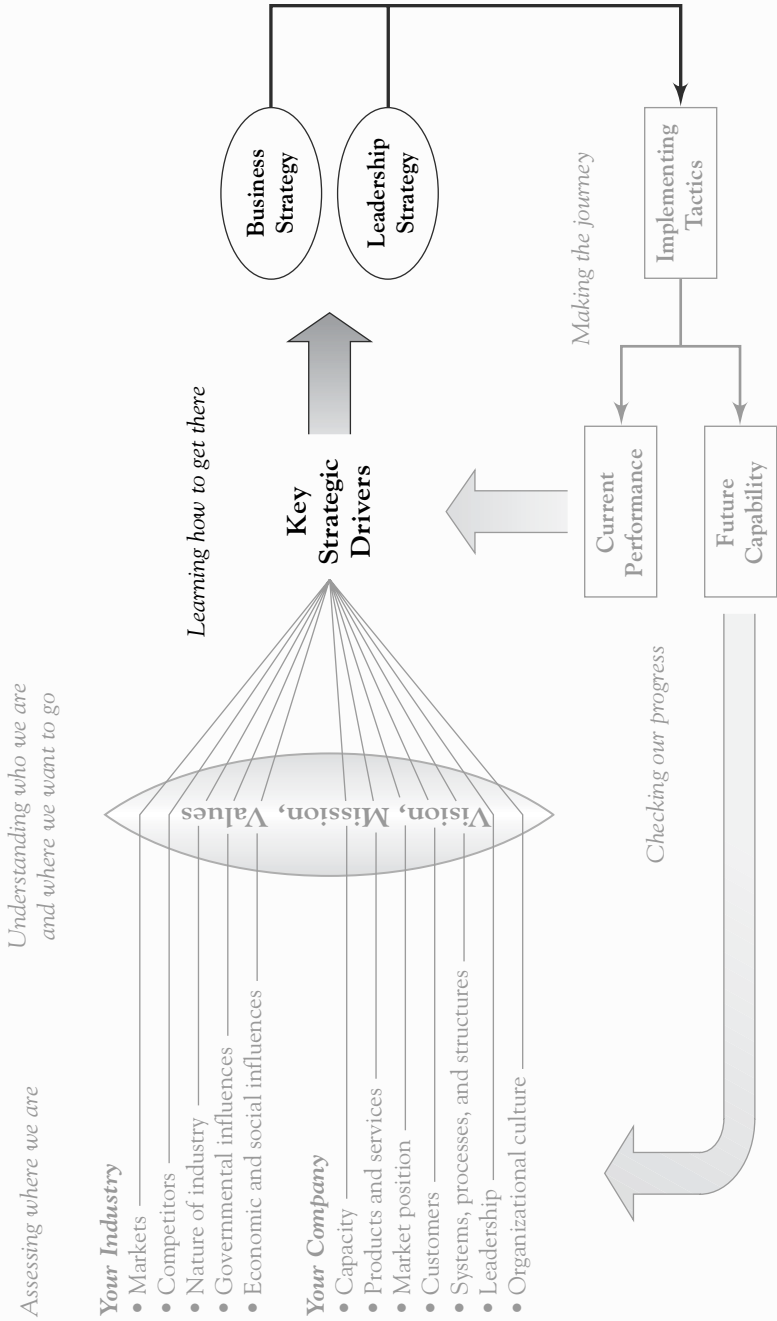 Assessing where we are
Understanding who we are
and where we want to go
Learning how to get there
Your Industry
• Markets
• Competitors
• Nature of industry
• Governmental influences
• Economic and social influences
Your Company
• Capacity
• Products and services
• Market position
• Customers
• Systems, processes, and structures
• Leadership
• Organizational culture
Vision, Mission, Values
Key
Strategic
Drivers
Business
Strategy
Leadership
Strategy
Making the journey
Implementing
Tactics
Current
Performance
Future
Capability
Checking our progress